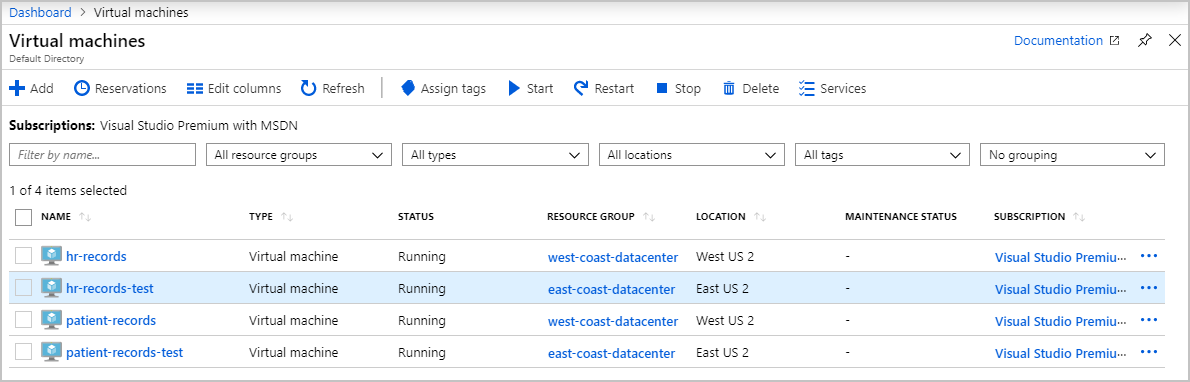 Dashboard > Virtual machines
Virtual machines
Documentation
Default Directory
Add Reservations Edit columns Refresh Assign tags Start Restart Stop Delete Services
Subscriptions: Visual Studio Premium with MSDN
Filter by name... All resource groups All types All locations All tags No grouping
1 of 4 items selected
NAME TYPE STATUS RESOURCE GROUP LOCATION MAINTENANCE STATUS SUBSCRIPTION
hr-records Virtual machine Running west-coast-datacenter West US 2 - Visual Studio Premiu... ...
hr-records-test Virtual machine Running east-coast-datacenter East US 2 - Visual Studio Premiu... ...
patient-records Virtual machine Running west-coast-datacenter West US 2 - Visual Studio Premiu... ...
patient-records-test Virtual machine Running east-coast-datacenter East US 2 - Visual Studio Premiu... ...